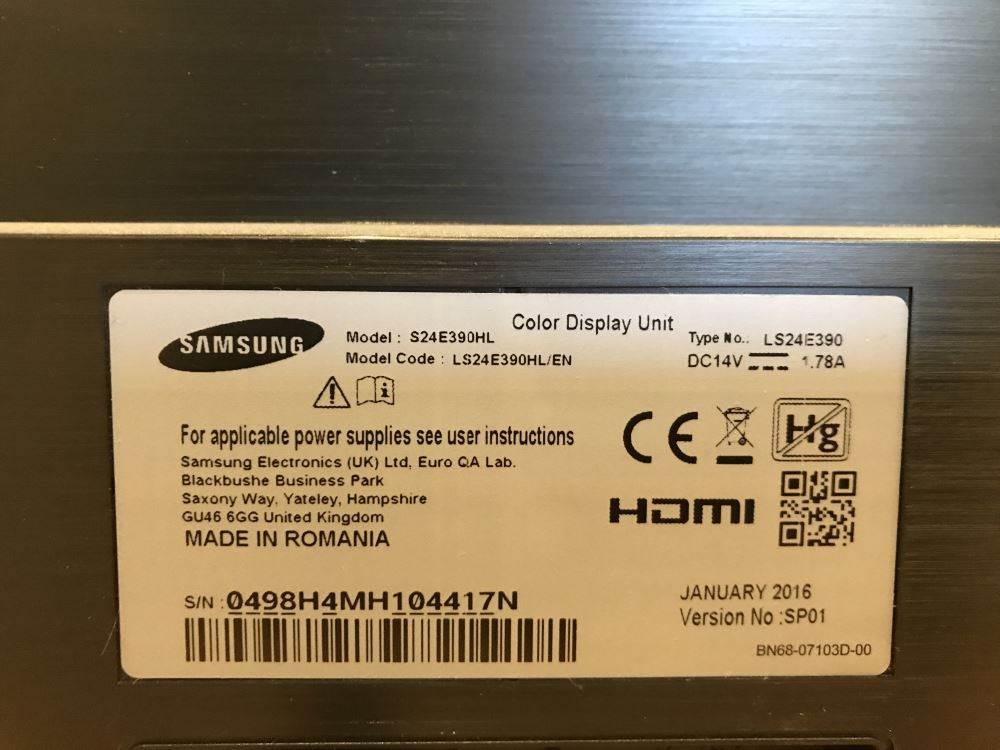 SAMSUNG
Color Display Unit
Model : S24E390HL
Model Code : LS24E390HL/EN
Type No.. LS24E390
DC14V 1.78A
For applicable power supplies see user instructions
Samsung Electronics (UK) Ltd, Euro QA Lab.
Blackbushe Business Park
Saxony Way, Yateley, Hampshire
GU46 6GG United Kingdom
MADE IN ROMANIA
CE
Hg
HDMI
S/N : 0498H4MH104417N
JANUARY 2016
Version No :SP01
BN68-07103D-00